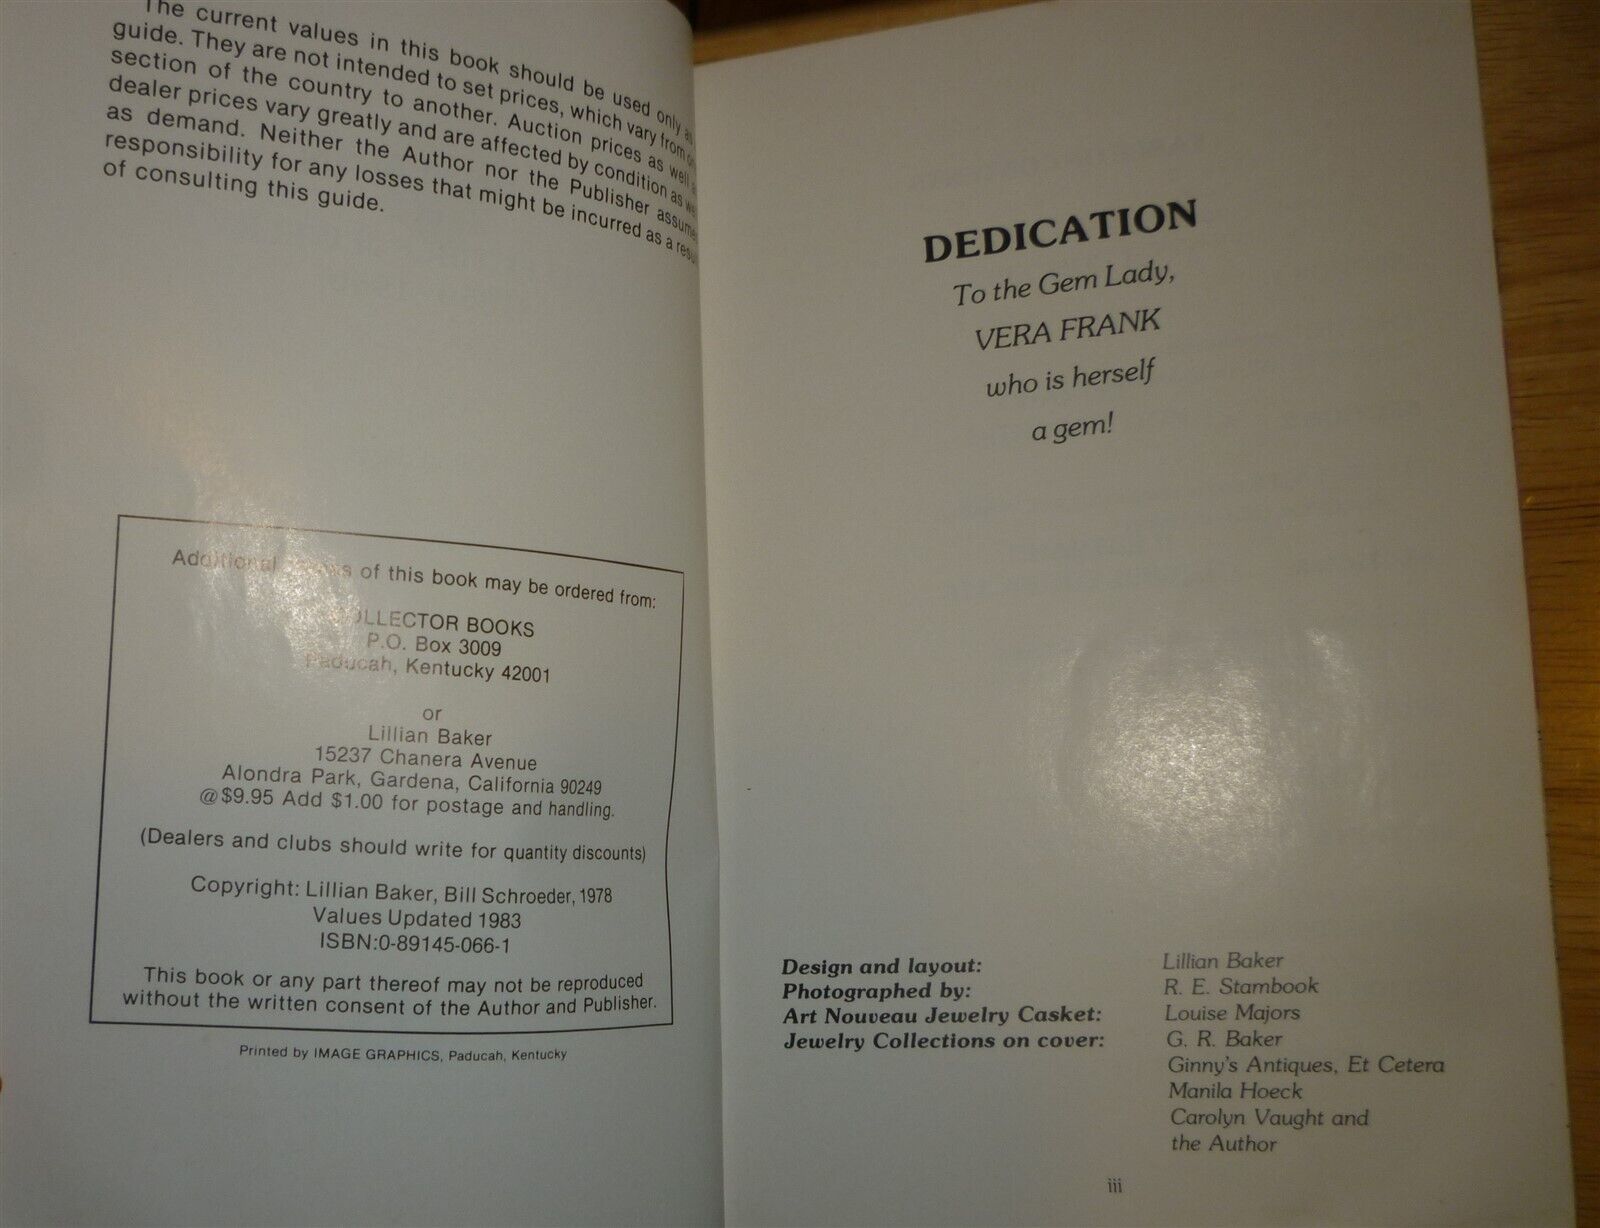 The current values in this book should be used only as
guide. They are not intended to set prices, which vary from
section of the country to another. Auction prices as well
dealer prices vary greatly and are affected by condition as
as demand. Neither the Author nor the Publisher
responsibility for any losses that might be incurred as a
of consulting this guide.
Additional of this book may be ordered from:
COLLECTOR BOOKS
P.O. Box 3009
Paducah, Kentucky 42001
or
Lillian Baker
15237 Chanera Avenue
Alondra Park, Gardena, California 90249
@$9.95 Add $1.00 for postage and handling.
(Dealers and clubs should write for quantity discounts)
Copyright: Lillian Baker, Bill Schroeder, 1978
Values Updated 1983
ISBN:0-89145-066-1
This book or any part thereof may not be reproduced
without the written consent of the Author and Publisher.
Printed by IMAGE GRAPHICS, Paducah, Kentucky
DEDICATION
To the Gem Lady,
VERA FRANK
who is herself
a gem!
Design and layout: Lillian Baker
Photographed by: R. E. Stambook
Art Nouveau Jewelry Casket: Louise Majors
Jewelry Collections on cover: G. R. Baker
Ginny's Antiques, Et Cetera
Manila Hoeck
Carolyn Vaught and
the Author
iii